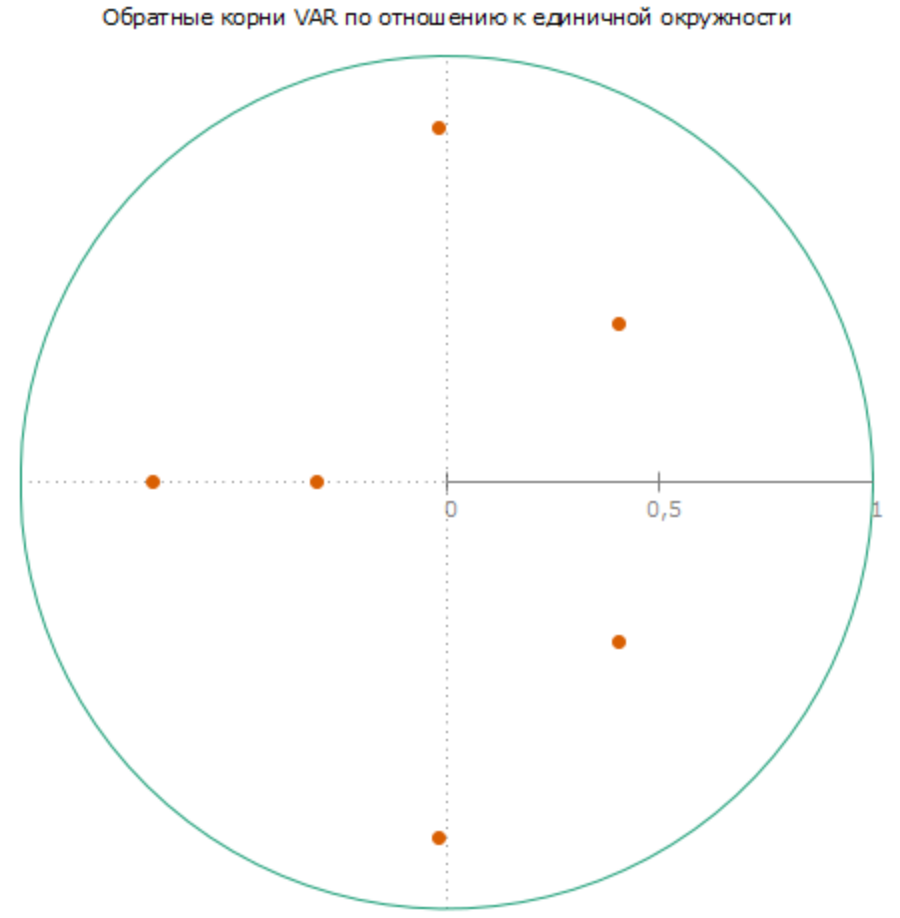 Обратные корни VAR по отношению к единичной окружности
0
0,5
1